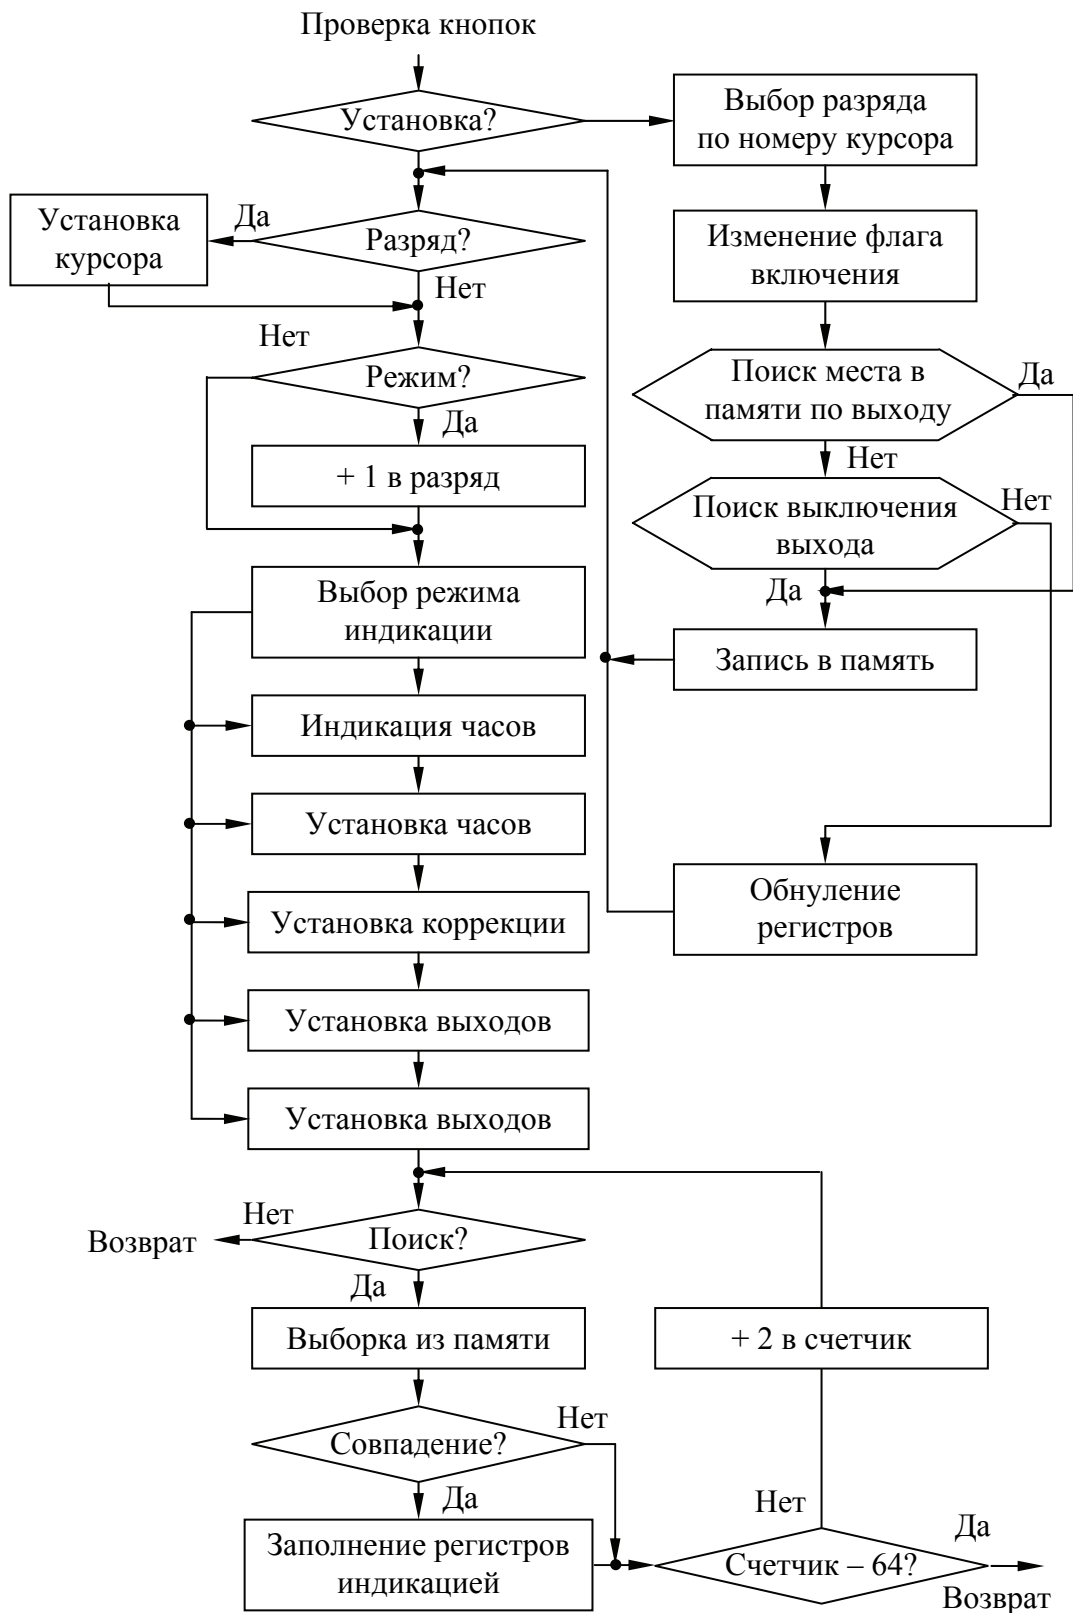 Проверка кнопок
Установка?
Выбор разряда
по номеру курсора
Установка
курсора
Да
Разряд?
Изменение флага
включения
Нет
Нет
Режим?
Поиск места в
памяти по выходу
Да
Да
Нет
+ 1 в разряд
Поиск выключения
выхода
Нет
Выбор режима
индикации
Да
Запись в память
Индикация часов
Установка часов
Обнуление
регистров
Установка коррекции
Установка выходов
Установка выходов
Возврат
Нет
Поиск?
Да
Выборка из памяти
+ 2 в счетчик
Совпадение?
Нет
Да
Заполнение регистров
индикацией
Нет
Счетчик – 64?
Да
Возврат